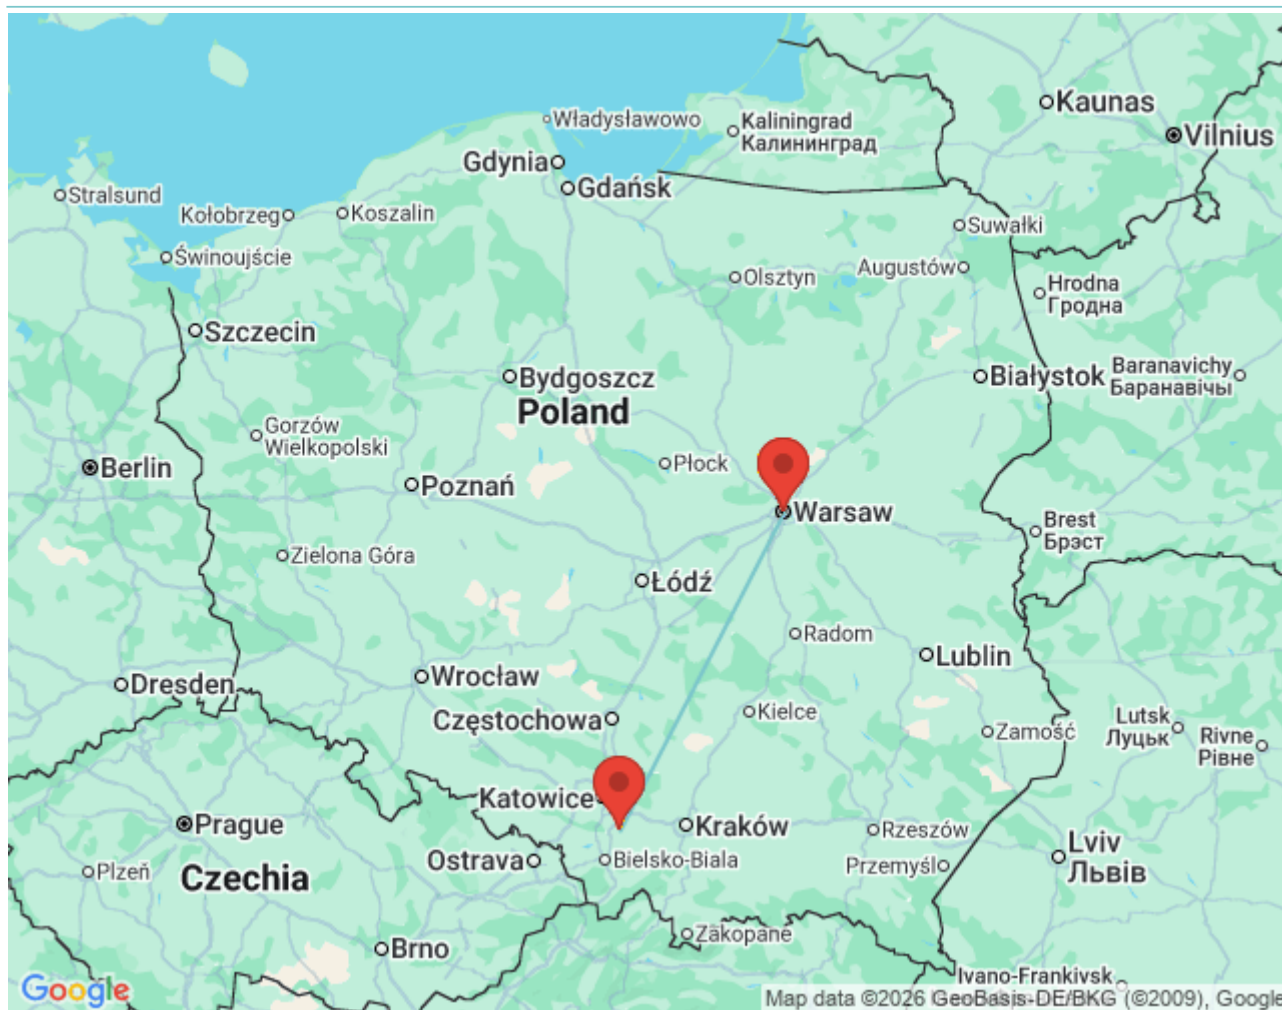 Władysławowo
Kaliningrad
Калининград
Kaunas
Vilnius
Gdynia
Gdańsk
Stralsund
Kołobrzeg
Koszalin
Suwałki
Świnoujście
Olsztyn
Augustów
Hrodna
Гродна
Szczecin
Bydgoszcz
Białystok
Baranavichy
Баранавічы
Poland
Gorzów
Wielkopolski
Berlin
Płock
Poznań
Warsaw
Brest
Брэст
Zielona Góra
Łódź
Radom
Lublin
Dresden
Wrocław
Częstochowa
Kielce
Zamość
Lutsk
Луцьк
Rivne
Рівне
Katowice
Prague
Kraków
Rzeszów
Lviv
Львів
Plzeň
Czechia
Ostrava
Bielsko-Biala
Przemyśl
Brno
Zakopane
Ivano-Frankivsk
Google
Map data ©2026 GeoBasis-DE/BKG (©2009), Google